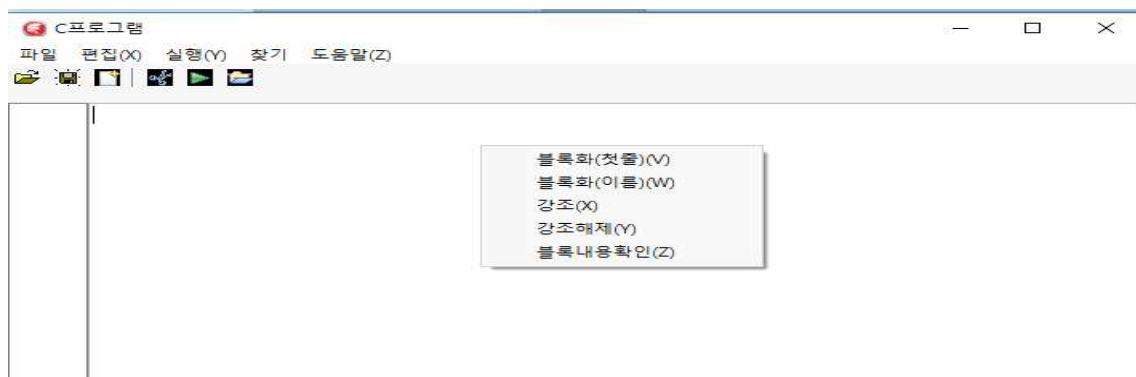 C프로그램
파일 편집(X) 실행(Y) 찾기 도움말(Z)
블록화(첫줄)(V)
블록화(이름)(W)
강조(X)
강조해제(Y)
블록내용확인(Z)